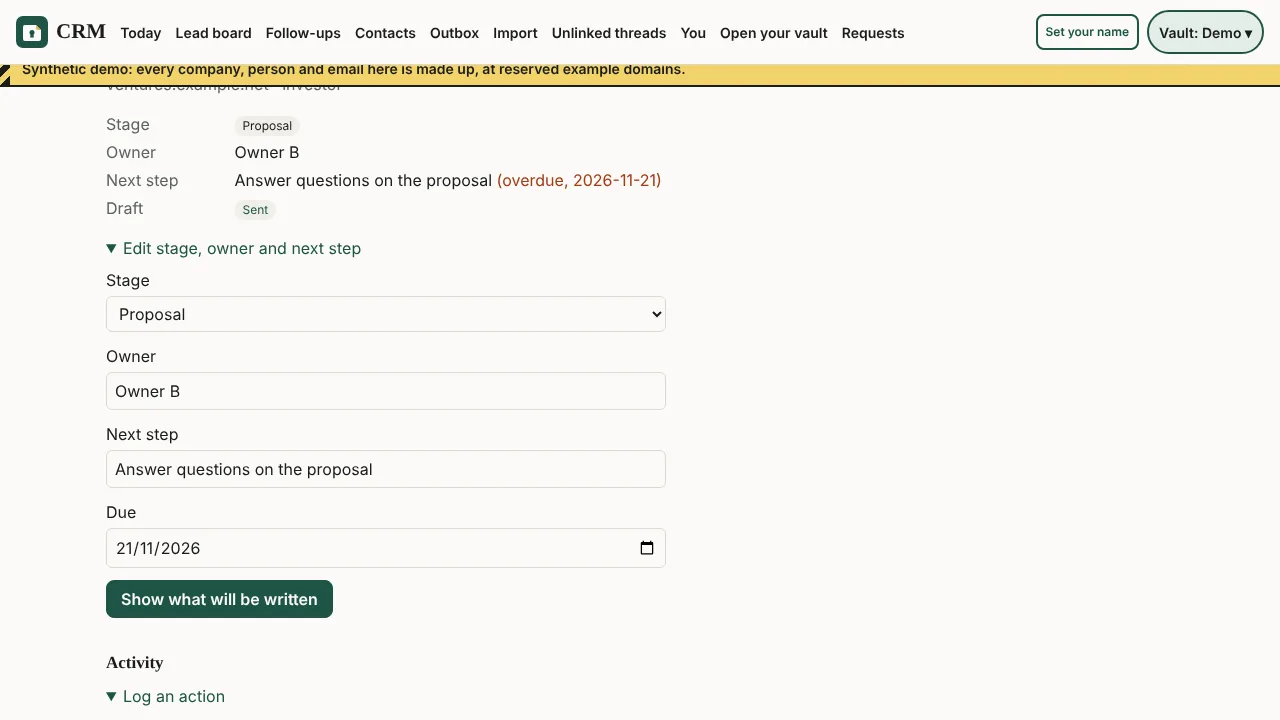 CRM Today Lead board Follow-ups Contacts Outbox Import Unlinked threads You Open your vault Requests Set your name Vault: Demo ▾
Synthetic demo: every company, person and email here is made up, at reserved example domains.
Stage Proposal
Owner Owner B
Next step Answer questions on the proposal (overdue, 2026-11-21)
Draft Sent
▼ Edit stage, owner and next step
Stage
Proposal
Owner
Owner B
Next step
Answer questions on the proposal
Due
21/11/2026
Show what will be written
Activity
▼ Log an action